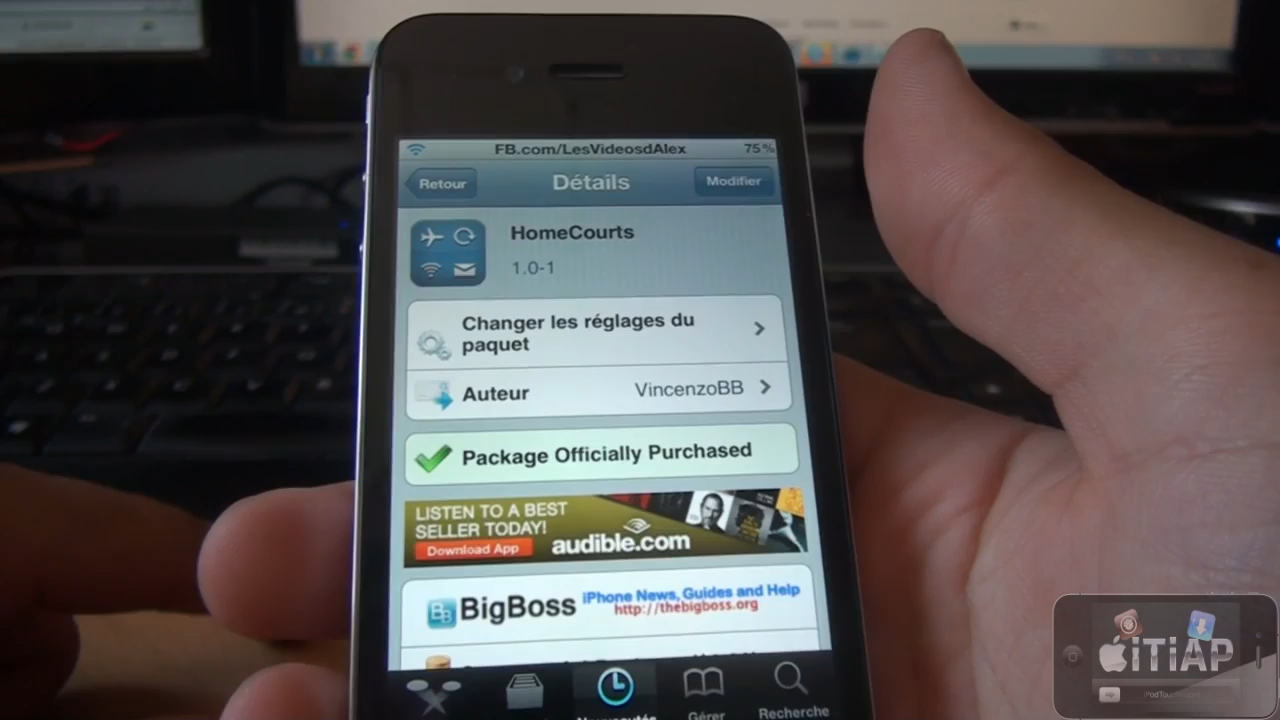 FB.com/LesVideosdAlex
75%
Retour
Détails
Modifier
HomeCourts
1.0-1
Changer les réglages du
paquet
Auteur
VincenzoBB
Package Officially Purchased
LISTEN TO A BEST
SELLER TODAY!
Download App
audible.com
BB
BigBoss
iPhone News, Guides and Help
http://thebigboss.org
Nouveautés
Gérer
Recherche
iTiAP